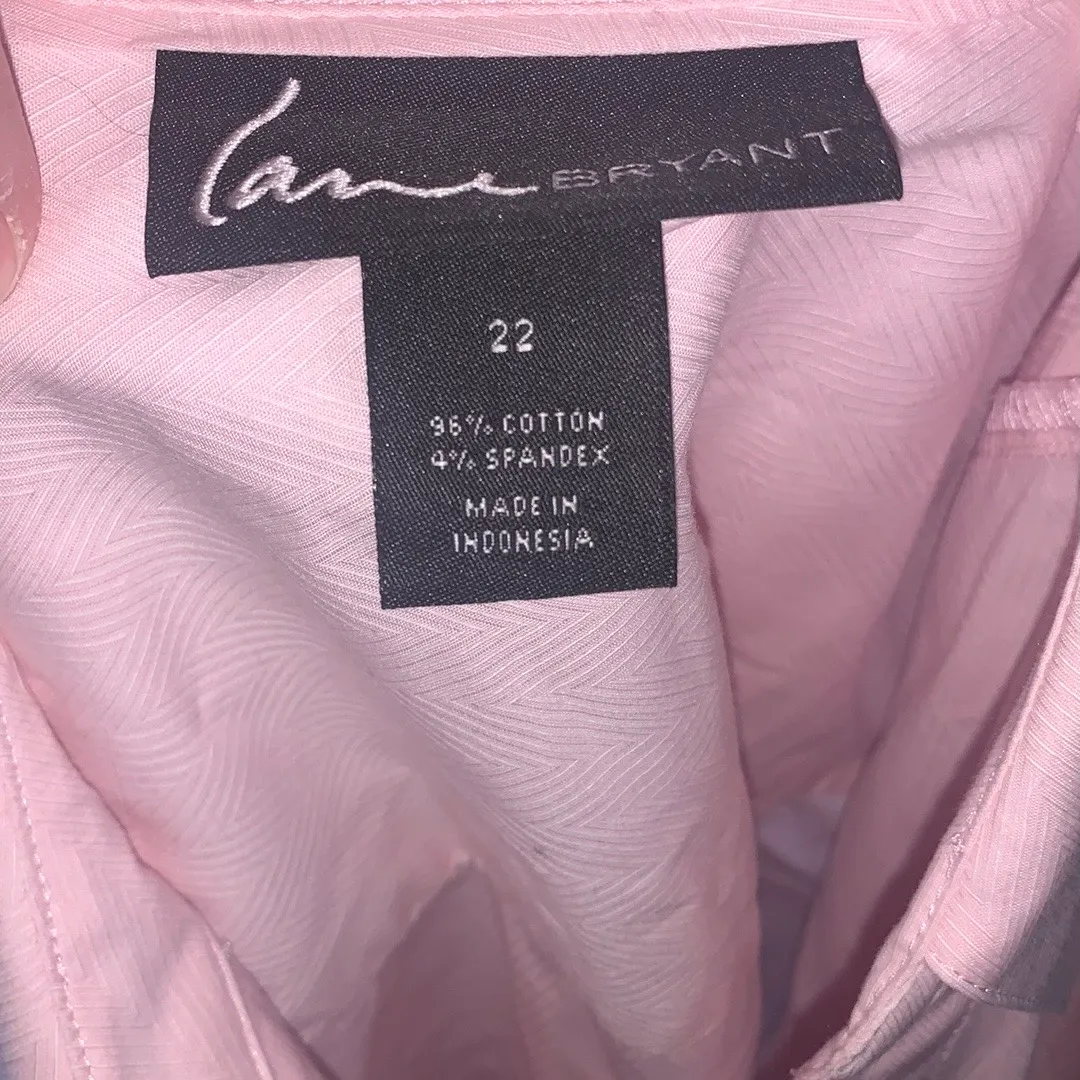 Lane BRYANT
22
96% COTTON
4% SPANDEX
MADE IN
INDONESIA